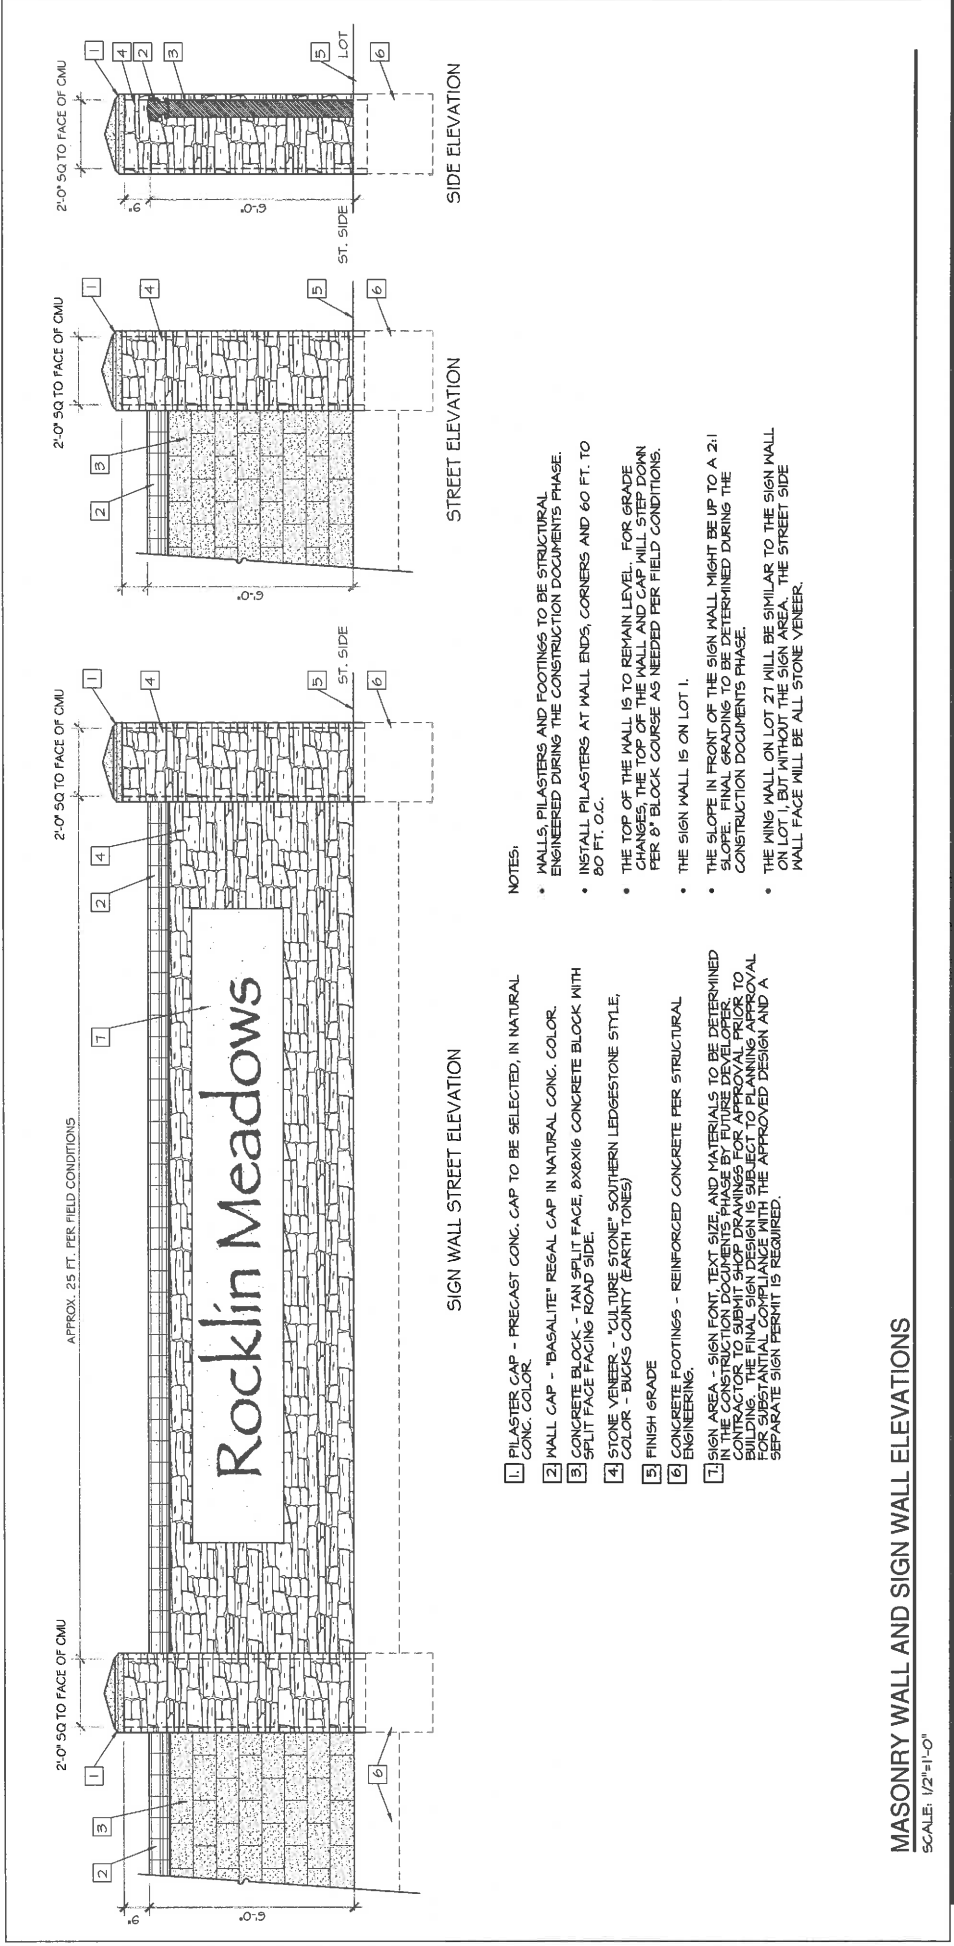 2'-0" SQ TO FACE OF CMU
APPROX. 25 FT. PER FIELD CONDITIONS
2'-0" SQ TO FACE OF CMU
2'-0" SQ TO FACE OF CMU
2'-0" SQ TO FACE OF CMU
2
3
1
7
2
4
1
4
5
ST. SIDE
6
6
6"
6'-0"
Rocklin Meadows
SIGN WALL STREET ELEVATION
2
3
1
4
5
6
6'-0"
STREET ELEVATION
1
4
2
3
5
LOT
6
6"
6'-0"
ST. SIDE
SIDE ELEVATION
1. PILASTER CAP - PRECAST CONC. CAP TO BE SELECTED, IN NATURAL
CONC. COLOR.
2. WALL CAP - "BASALITE" REGAL CAP IN NATURAL CONC. COLOR.
3. CONCRETE BLOCK - TAN SPLIT FACE, 8X8X16 CONCRETE BLOCK WITH
SPLIT FACE FACING ROAD SIDE.
4. STONE VENEER - "CULTURE STONE" SOUTHERN LEDGESTONE STYLE,
COLOR - BUCKS COUNTY (EARTH TONES)
5 FINISH GRADE
6 CONCRETE FOOTINGS - REINFORCED CONCRETE PER STRUCTURAL
ENGINEERING.
7. SIGN AREA - SIGN FONT, TEXT SIZE, AND MATERIALS TO BE DETERMINED
IN THE CONSTRUCTION DOCUMENTS PHASE BY FUTURE DEVELOPER.
CONTRACTOR TO SUBMIT SHOP DRAWINGS FOR APPROVAL PRIOR TO
BUILDING. THE FINAL SIGN DESIGN IS SUBJECT TO PLANNING APPROVAL
FOR SUBSTANTIAL COMPLIANCE WITH THE APPROVED DESIGN AND A
SEPARATE SIGN PERMIT IS REQUIRED.
NOTES:
• WALLS, PILASTERS AND FOOTINGS TO BE STRUCTURAL
ENGINEERED DURING THE CONSTRUCTION DOCUMENTS PHASE.
• INSTALL PILASTERS AT WALL ENDS, CORNERS AND 60 FT. TO
80 FT. O.C.
• THE TOP OF THE WALL IS TO REMAIN LEVEL. FOR GRADE
CHANGES, THE TOP OF THE WALL AND CAP WILL STEP DOWN
PER 8" BLOCK COURSE AS NEEDED PER FIELD CONDITIONS.
• THE SIGN WALL IS ON LOT 1.
• THE SLOPE IN FRONT OF THE SIGN WALL MIGHT BE UP TO A 2:1
SLOPE. FINAL GRADING TO BE DETERMINED DURING THE
CONSTRUCTION DOCUMENTS PHASE.
• THE WING WALL ON LOT 27 WILL BE SIMILAR TO THE SIGN WALL
ON LOT 1, BUT WITHOUT THE SIGN AREA. THE STREET SIDE
WALL FACE WILL BE ALL STONE VENEER.
MASONRY WALL AND SIGN WALL ELEVATIONS
SCALE: 1/2"=1'-0"